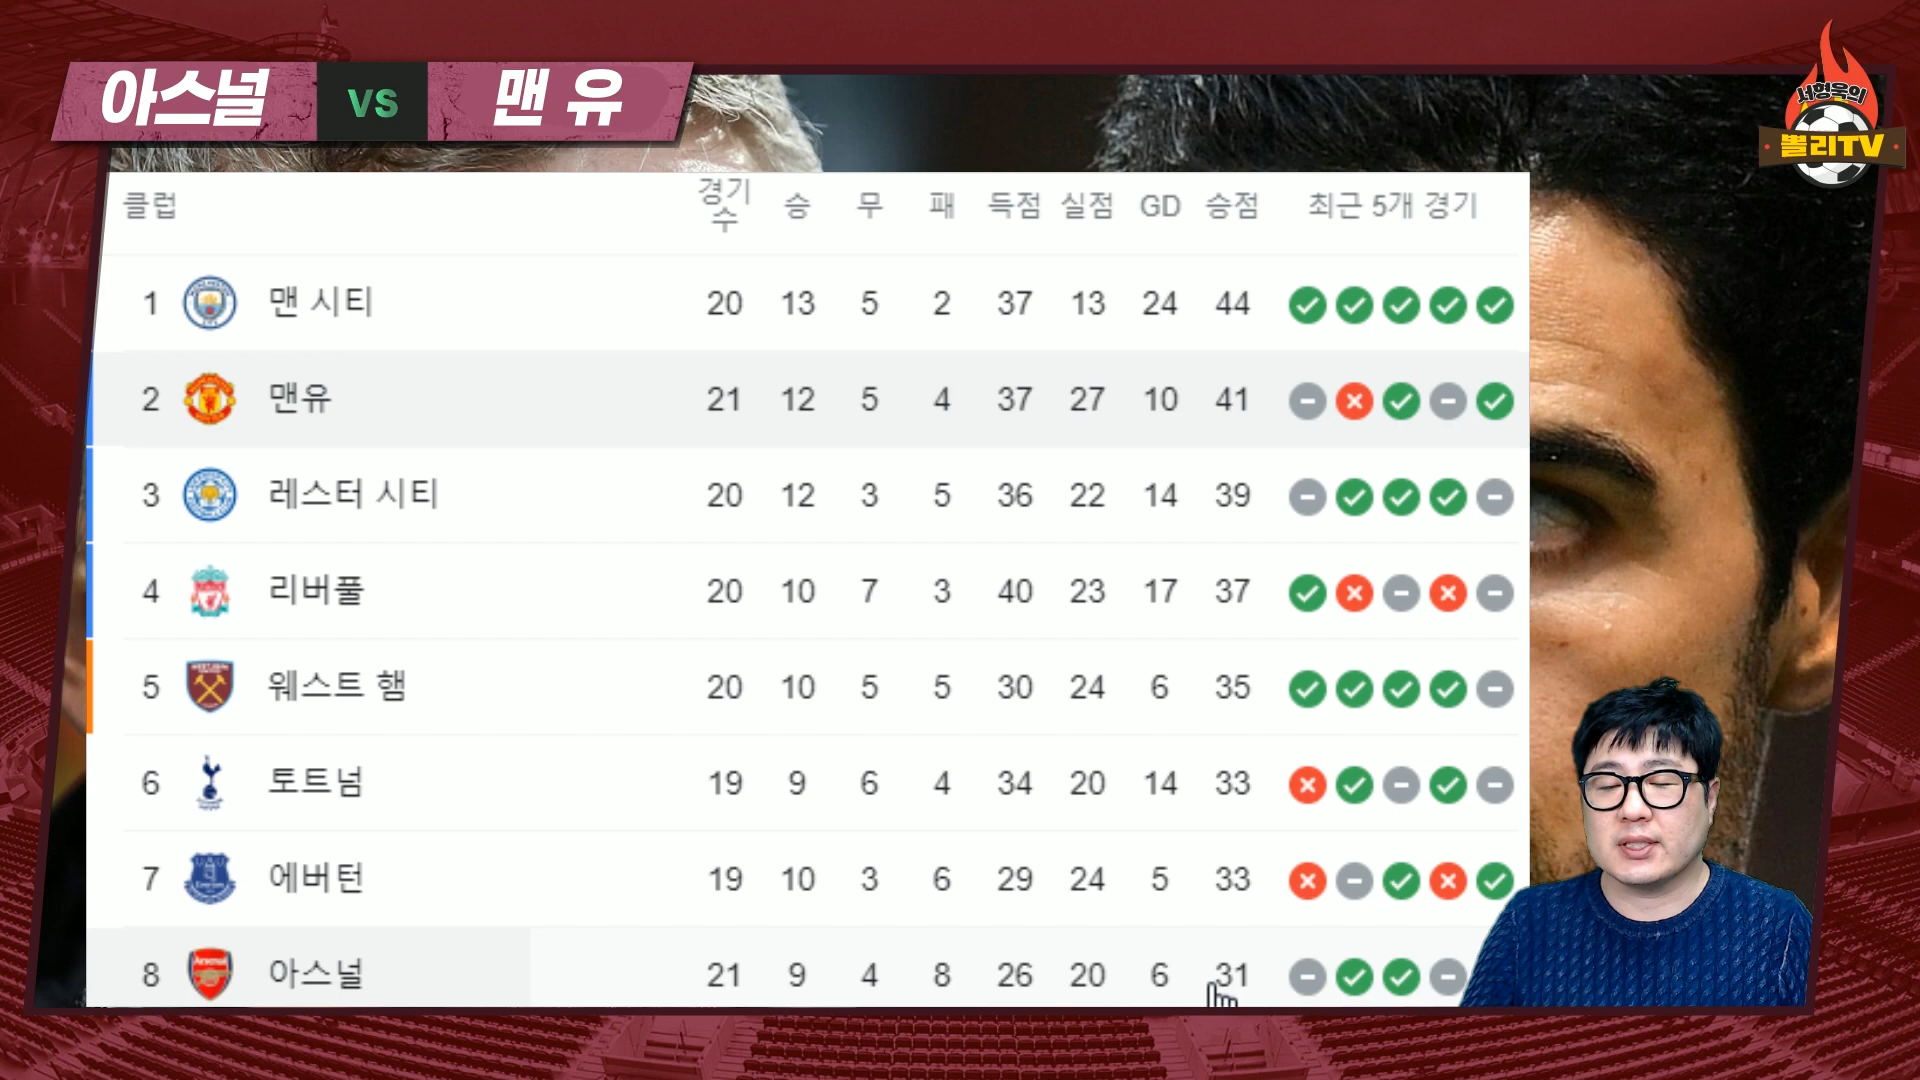 아스널 VS 맨유
서형욱의
뽈리TV
클럽 경기수 승 무 패 득점 실점 GD 승점 최근 5개 경기
1 맨 시티 20 13 5 2 37 13 24 44
2 맨유 21 12 5 4 37 27 10 41
3 레스터 시티 20 12 3 5 36 22 14 39
4 리버풀 20 10 7 3 40 23 17 37
5 웨스트 햄 20 10 5 5 30 24 6 35
6 토트넘 19 9 6 4 34 20 14 33
7 에버턴 19 10 3 6 29 24 5 33
8 아스널 21 9 4 8 26 20 6 31
Arsenal